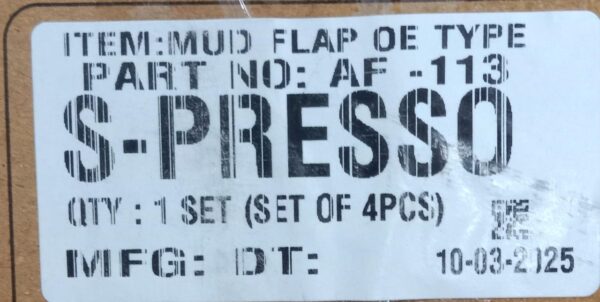 ITEM:MUD FLAP OE TYPE
PART NO: AF -113
S-PRESSO
QTY : 1 SET (SET OF 4PCS)
MFG: DT: 10-03-2025